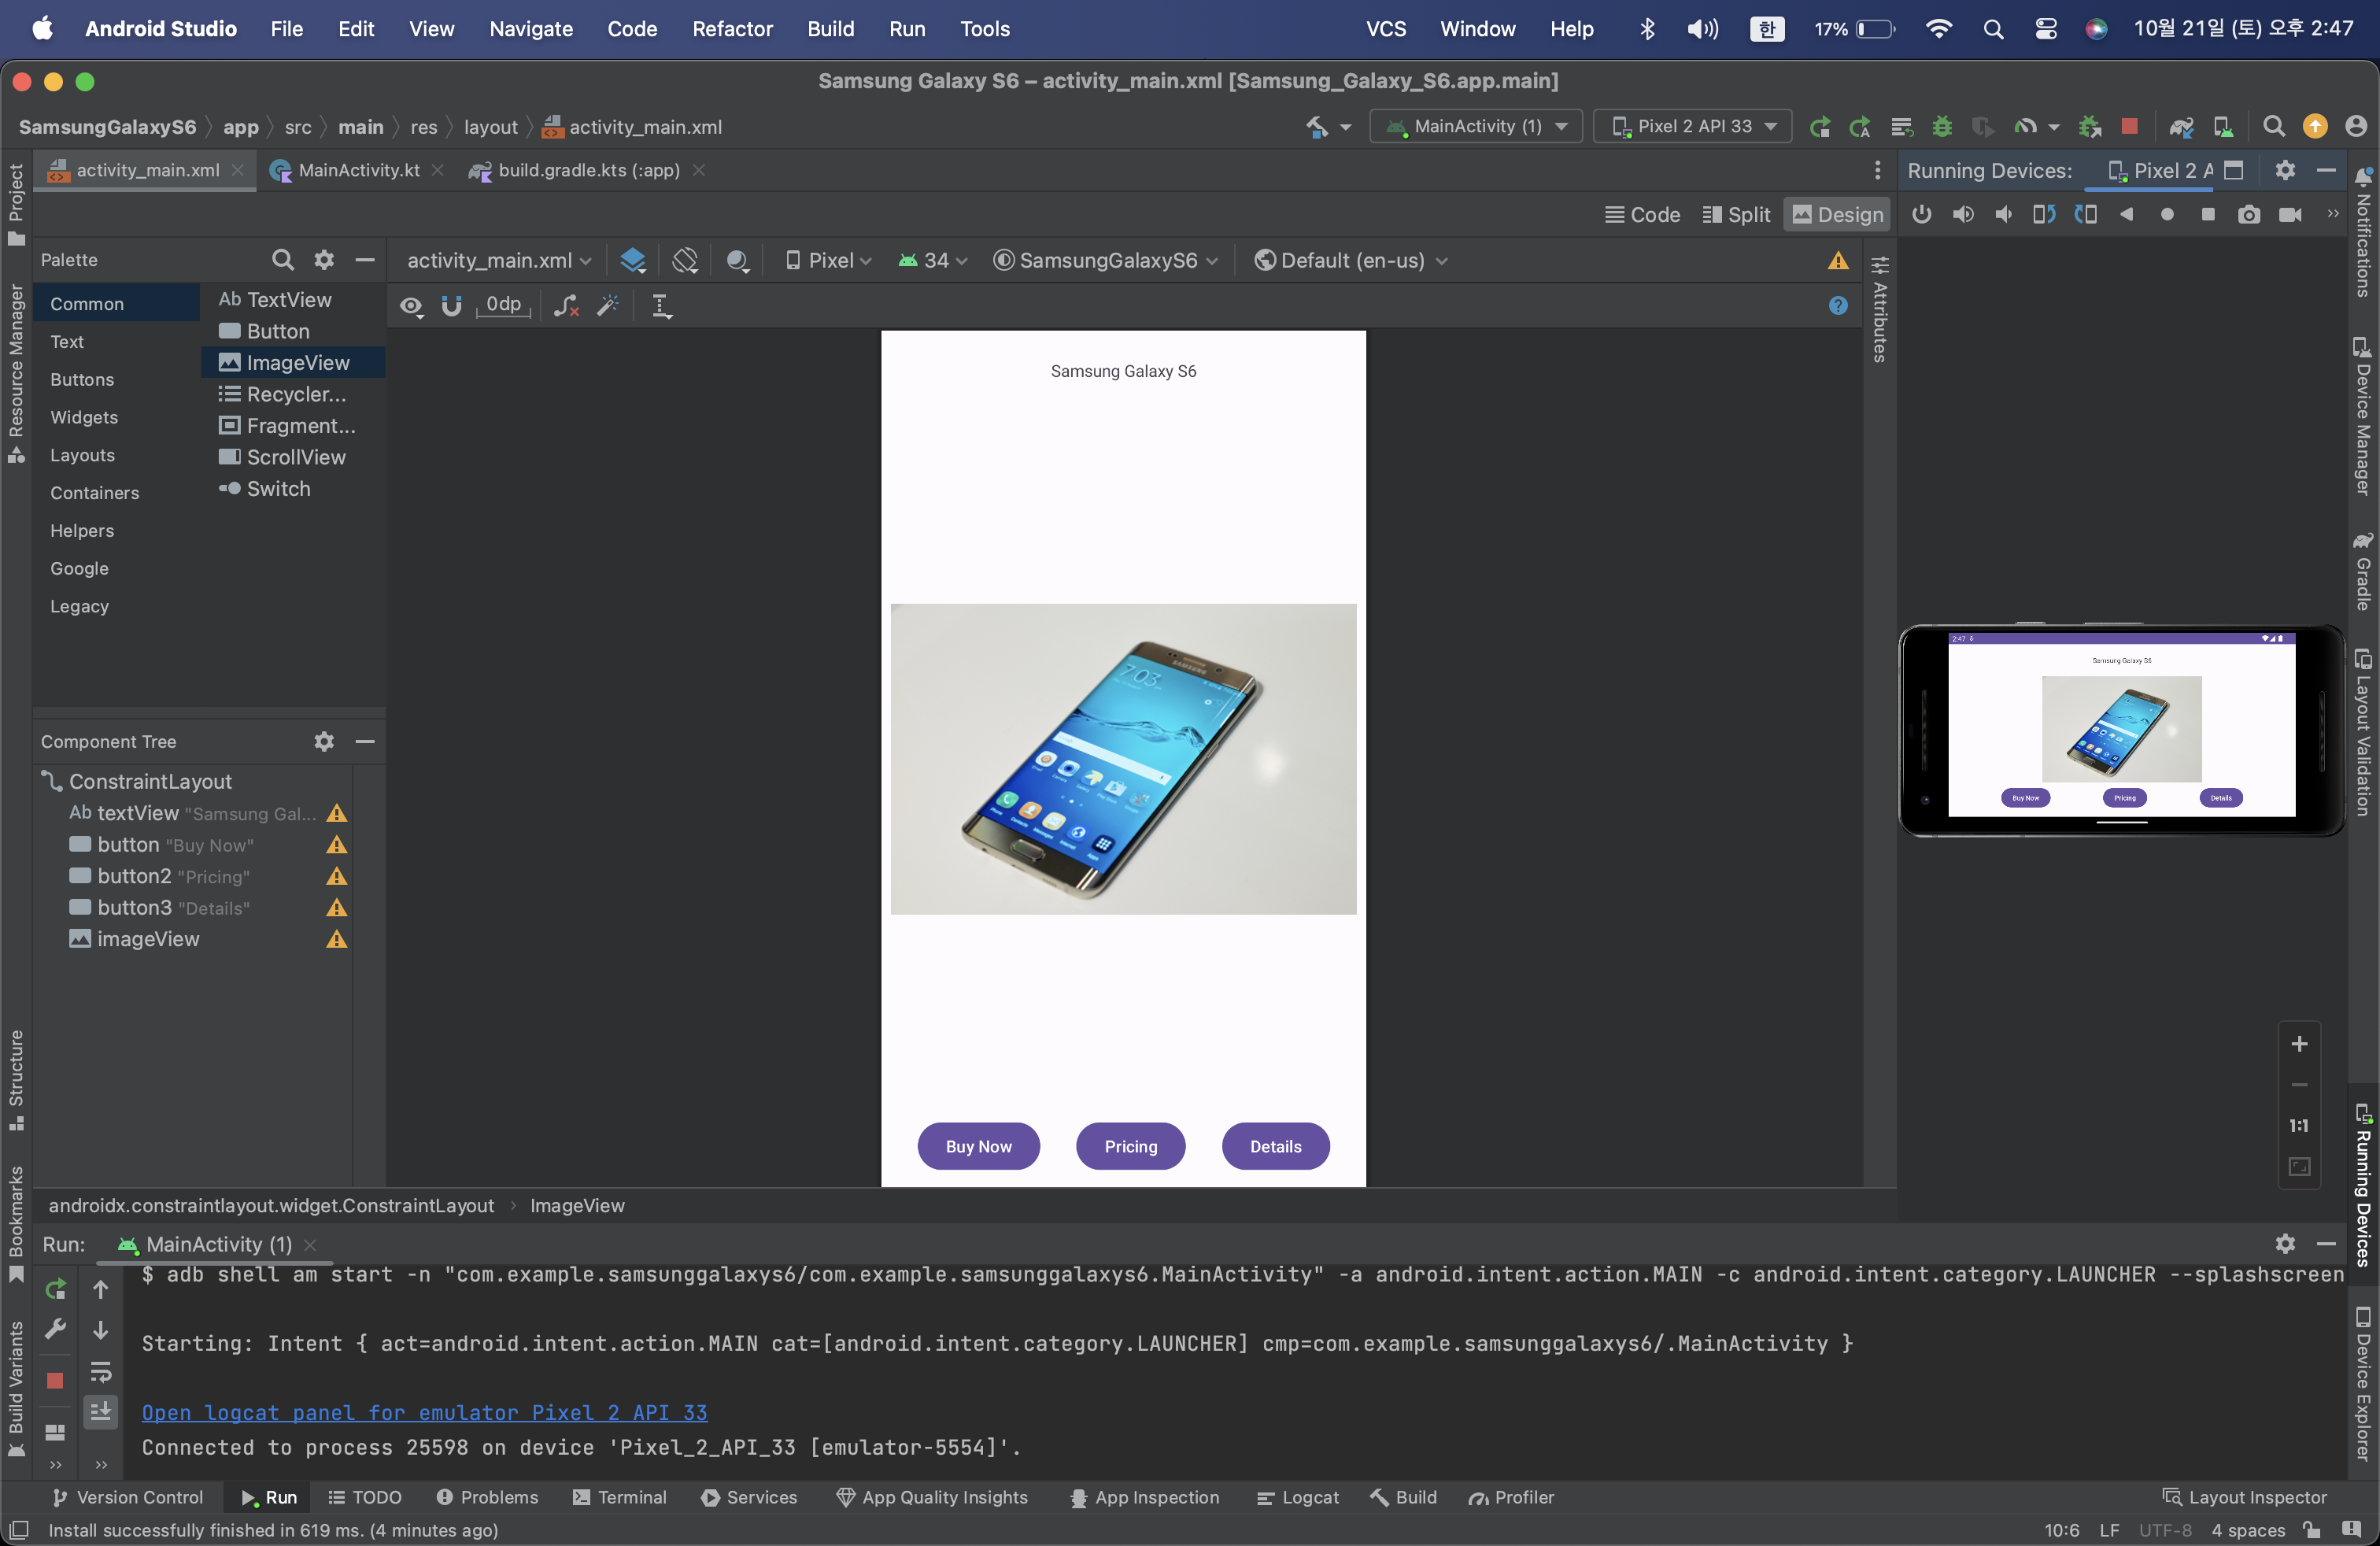 Android Studio File Edit View Navigate Code Refactor Build Run Tools VCS Window Help 한 17% 10월 21일 (토) 오후 2:47
Samsung Galaxy S6 – activity_main.xml [Samsung_Galaxy_S6.app.main]
SamsungGalaxyS6 app src main res layout activity_main.xml MainActivity (1) Pixel 2 API 33
activity_main.xml MainActivity.kt build.gradle.kts (:app) Running Devices: Pixel 2 A
Code Split Design
Palette activity_main.xml Pixel 34 SamsungGalaxyS6 Default (en-us)
0dp
Common
Text
Buttons
Widgets
Layouts
Containers
Helpers
Google
Legacy
Ab TextView
Button
ImageView
Recycler...
Fragment...
ScrollView
Switch
Component Tree
ConstraintLayout
Ab textView "Samsung Gal...
button "Buy Now"
button2 "Pricing"
button3 "Details"
imageView
Project
Resource Manager
Structure
Bookmarks
Build Variants
Samsung Galaxy S6
SAMSUNG
7:03
Buy Now Pricing Details
Attributes
2:47
Samsung Galaxy S6
Buy Now Pricing Details
1:1
Notifications
Device Manager
Gradle
Layout Validation
Running Devices
Device Explorer
androidx.constraintlayout.widget.ConstraintLayout ImageView
Run: MainActivity (1)
$ adb shell am start -n "com.example.samsunggalaxys6/com.example.samsunggalaxys6.MainActivity" -a android.intent.action.MAIN -c android.intent.category.LAUNCHER --splashscreen
Starting: Intent { act=android.intent.action.MAIN cat=[android.intent.category.LAUNCHER] cmp=com.example.samsunggalaxys6/.MainActivity }
Open logcat panel for emulator Pixel 2 API 33
Connected to process 25598 on device 'Pixel_2_API_33 [emulator-5554]'.
Version Control Run TODO Problems Terminal Services App Quality Insights App Inspection Logcat Build Profiler Layout Inspector
Install successfully finished in 619 ms. (4 minutes ago) 10:6 LF UTF-8 4 spaces